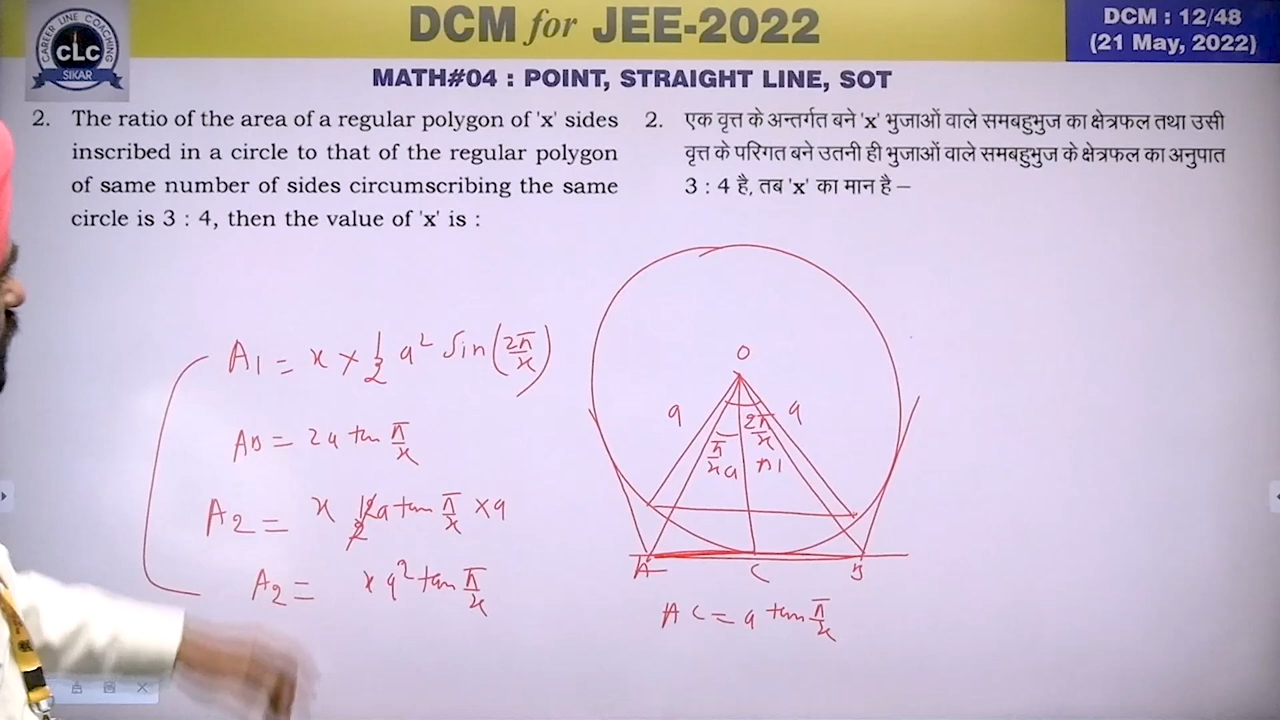 DCM for JEE-2022
DCM : 12/48
(21 May, 2022)
CAREER LINE COACHING
CLC
SIKAR
MATH#04 : POINT, STRAIGHT LINE, SOT
2. The ratio of the area of a regular polygon of 'x' sides
inscribed in a circle to that of the regular polygon
of same number of sides circumscribing the same
circle is 3 : 4, then the value of 'x' is :
2. एक वृत्त के अन्तर्गत बने 'x' भुजाओं वाले समबहुभुज का क्षेत्रफल तथा उसी
वृत्त के परिगत बने उतनी ही भुजाओं वाले समबहुभुज के क्षेत्रफल का अनुपात
3 : 4 है, तब 'x' का मान है –
A1 = x × 1/2 a² Sin(2π/x)
AB = 2a tan π/x
A2 = x 1/2 2a tan π/x × a
A2 = x a² tan π/x
O
a
a
2π/x
π/x
a
A
C
B
AC = a tan π/x